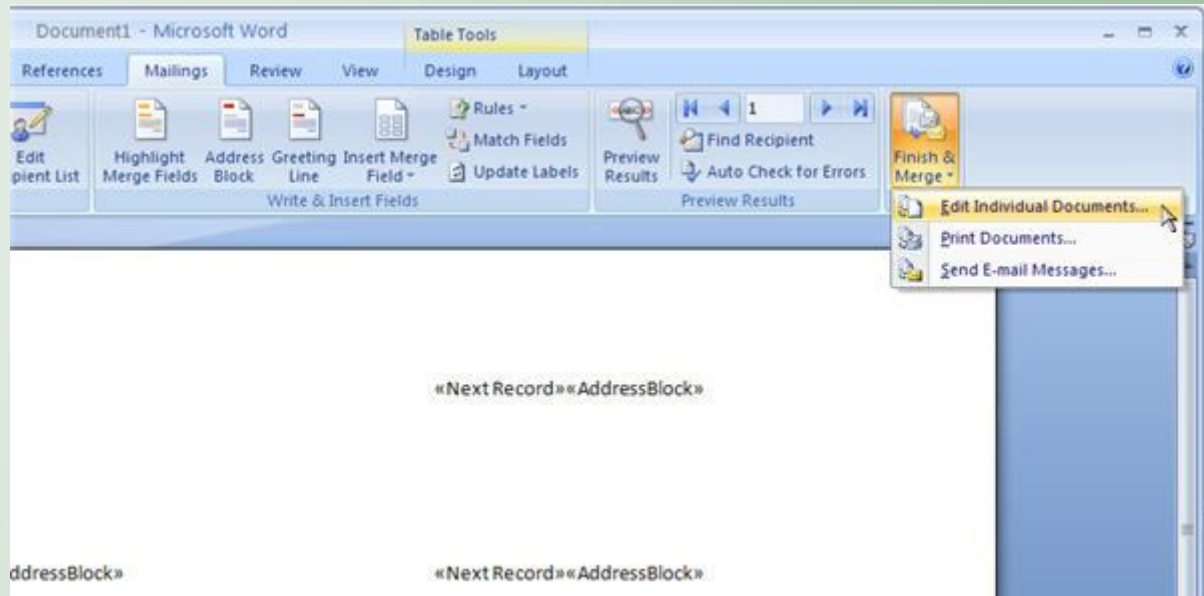 Document1 - Microsoft Word
Table Tools
References Mailings Review View Design Layout
Edit
pient List
Highlight
Merge Fields
Address
Block
Greeting
Line
Insert Merge
Field
Rules
Match Fields
Update Labels
Write & Insert Fields
Preview
Results
1
Find Recipient
Auto Check for Errors
Preview Results
Finish &
Merge
Edit Individual Documents...
Print Documents...
Send E-mail Messages...
«Next Record»«AddressBlock»
ddressBlock» «Next Record»«AddressBlock»